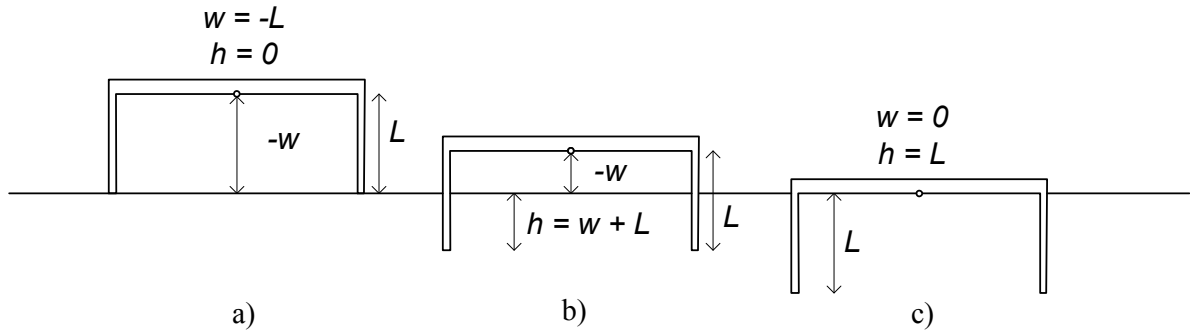 w = -L
h = 0
-w
L
-w
h = w + L
L
w = 0
h = L
L
a)
b)
c)